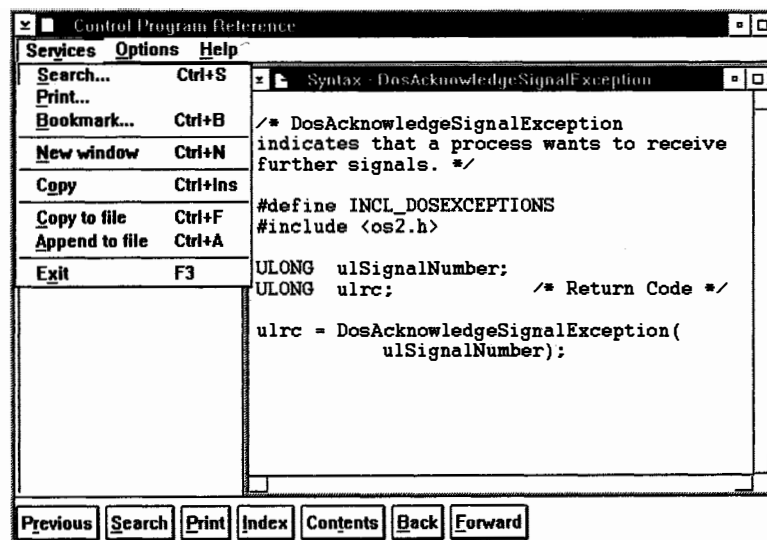 Control Program Reference
Services Options Help
Search... Ctrl+S
Print...
Bookmark... Ctrl+B
New window Ctrl+N
Copy Ctrl+Ins
Copy to file Ctrl+F
Append to file Ctrl+A
Exit F3
Syntax - DosAcknowledgeSignalException
/* DosAcknowledgeSignalException
indicates that a process wants to receive
further signals. */
#define INCL_DOSEXCEPTIONS
#include <os2.h>
ULONG ulSignalNumber;
ULONG ulrc; /* Return Code */
ulrc = DosAcknowledgeSignalException(
ulSignalNumber);
Previous Search Print Index Contents Back Forward